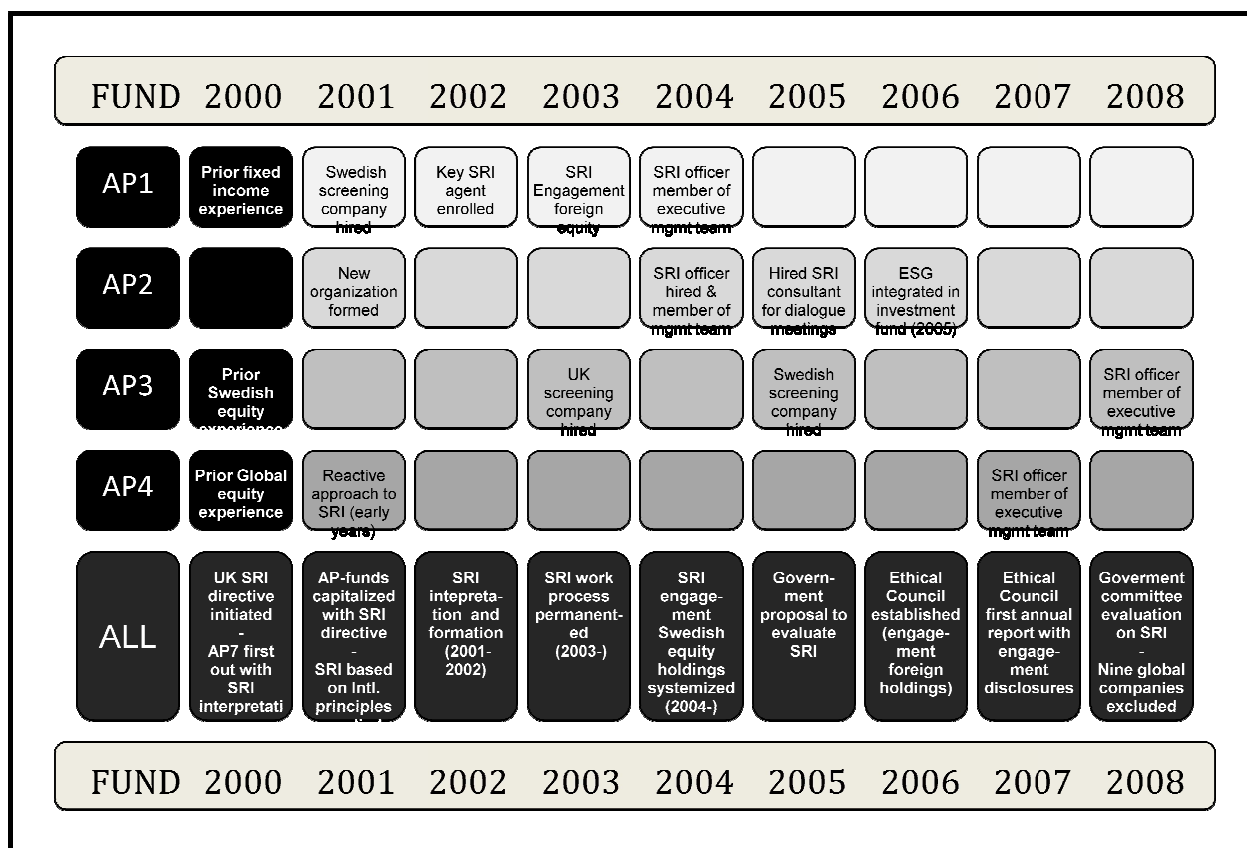 FUND 2000 2001 2002 2003 2004 2005 2006 2007 2008
AP1
Prior fixed
income
experience
Swedish
screening
company
hired
Key SRI
agent
enrolled
SRI
Engagement
foreign
equity
SRI officer
member of
executive
mgmt team
AP2
New
organization
formed
SRI officer
hired &
member of
mgmt team
Hired SRI
consultant
for dialogue
meetings
ESG
integrated in
investment
fund (2005)
AP3
Prior
Swedish
equity
experience
UK
screening
company
hired
Swedish
screening
company
hired
SRI officer
member of
executive
mgmt team
AP4
Prior Global
equity
experience
Reactive
approach to
SRI (early
years)
SRI officer
member of
executive
mgmt team
ALL
UK SRI
directive
initiated
-
AP7 first
out with
SRI
interpretati
AP-funds
capitalized
with SRI
directive
-
SRI based
on Intl.
principles
SRI
intepreta-
tion and
formation
(2001-
2002)
SRI work
process
permanent-
ed
(2003-)
SRI
engage-
ment
Swedish
equity
holdings
systemized
(2004-)
Govern-
ment
proposal to
evaluate
SRI
Ethical
Council
established
(engage-
ment
foreign
holdings)
Ethical
Council
first annual
report with
engage-
ment
disclosures
Goverment
committee
evaluation
on SRI
-
Nine global
companies
excluded
FUND 2000 2001 2002 2003 2004 2005 2006 2007 2008